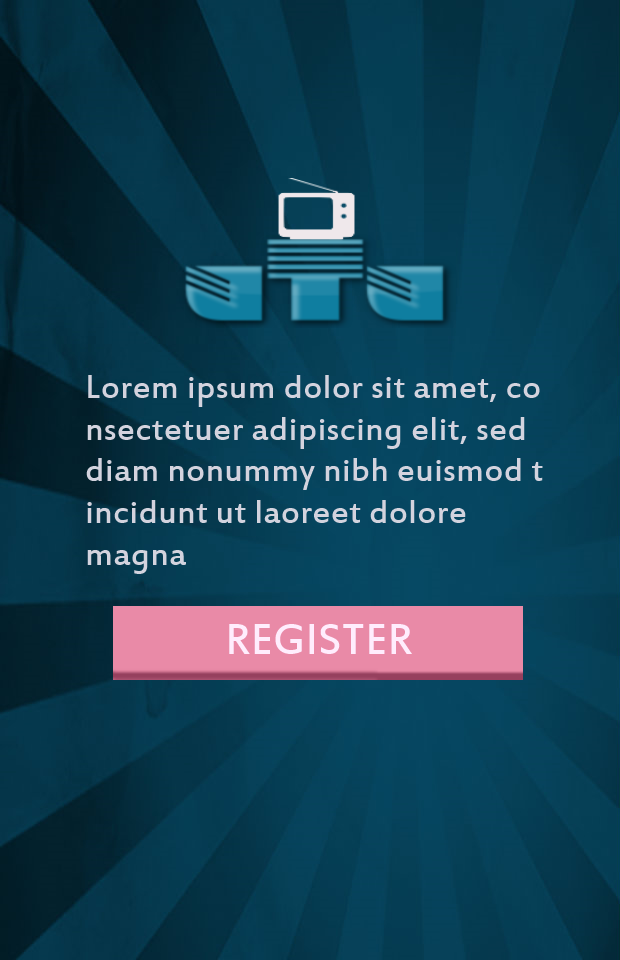 Lorem ipsum dolor sit amet, co
nsectetuer adipiscing elit, sed
diam nonummy nibh euismod t
incidunt ut laoreet dolore
magna
REGISTER